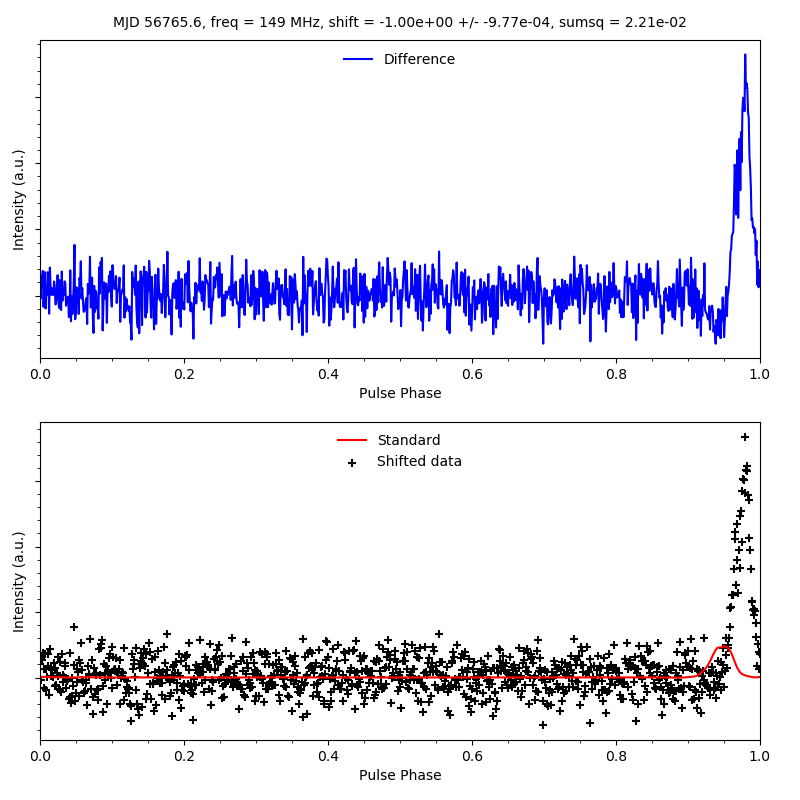 MJD 56765.6, freq = 149 MHz, shift = -1.00e+00 +/- -9.77e-04, sumsq = 2.21e-02
Difference
Intensity (a.u.)
0.0 0.2 0.4 0.6 0.8 1.0
Pulse Phase
Standard
Shifted data
Intensity (a.u.)
0.0 0.2 0.4 0.6 0.8 1.0
Pulse Phase